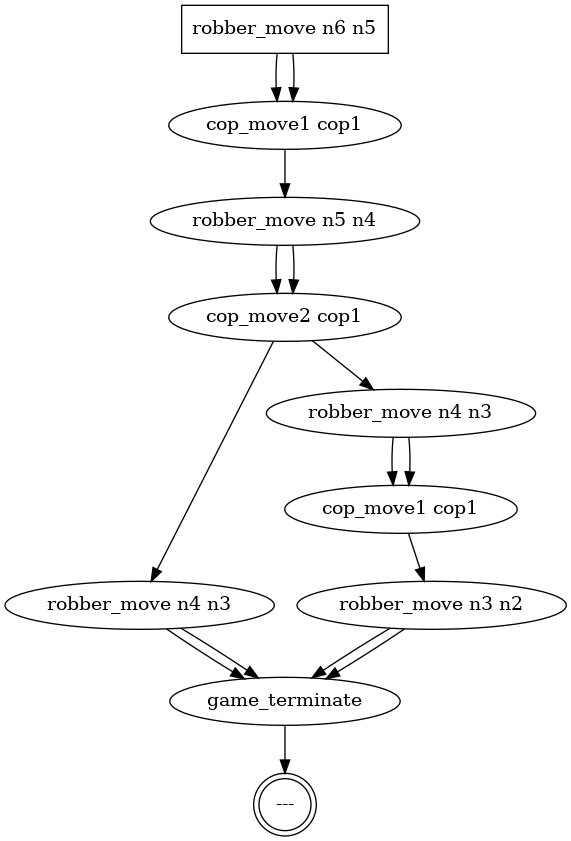 robber_move n6 n5
cop_move1 cop1
robber_move n5 n4
cop_move2 cop1
robber_move n4 n3
cop_move1 cop1
robber_move n4 n3
robber_move n3 n2
game_terminate
---